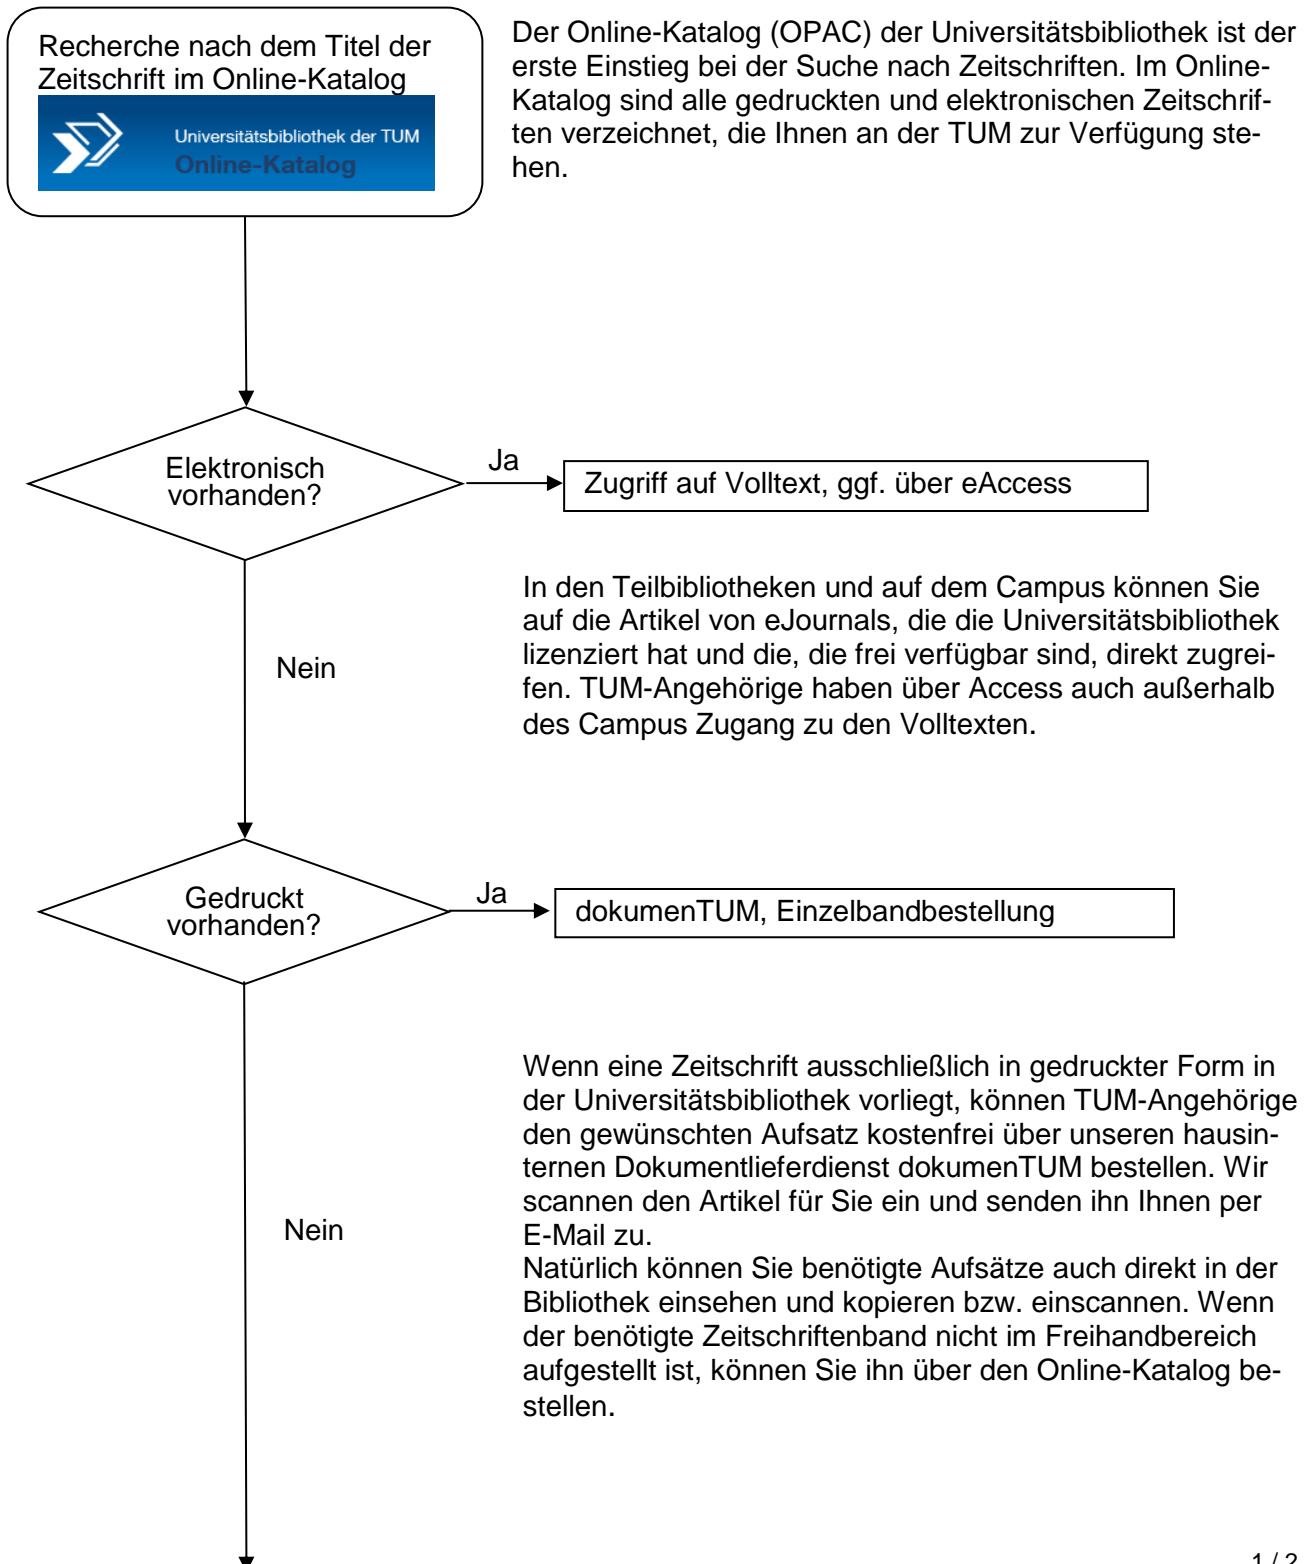 Recherche nach dem Titel der
Zeitschrift im Online-Katalog
Universitätsbibliothek der TUM
Online-Katalog
Der Online-Katalog (OPAC) der Universitätsbibliothek ist der
erste Einstieg bei der Suche nach Zeitschriften. Im Online-
Katalog sind alle gedruckten und elektronischen Zeitschrif-
ten verzeichnet, die Ihnen an der TUM zur Verfügung ste-
hen.
Elektronisch
vorhanden?
Ja
Zugriff auf Volltext, ggf. über eAccess
In den Teilbibliotheken und auf dem Campus können Sie
auf die Artikel von eJournals, die die Universitätsbibliothek
lizenziert hat und die, die frei verfügbar sind, direkt zugrei-
fen. TUM-Angehörige haben über Access auch außerhalb
des Campus Zugang zu den Volltexten.
Nein
Gedruckt
vorhanden?
Ja
dokumenTUM, Einzelbandbestellung
Wenn eine Zeitschrift ausschließlich in gedruckter Form in
der Universitätsbibliothek vorliegt, können TUM-Angehörige
den gewünschten Aufsatz kostenfrei über unseren hausin-
ternen Dokumentlieferdienst dokumenTUM bestellen. Wir
scannen den Artikel für Sie ein und senden ihn Ihnen per
E-Mail zu.
Natürlich können Sie benötigte Aufsätze auch direkt in der
Bibliothek einsehen und kopieren bzw. einscannen. Wenn
der benötigte Zeitschriftenband nicht im Freihandbereich
aufgestellt ist, können Sie ihn über den Online-Katalog be-
stellen.
Nein
1 / 2